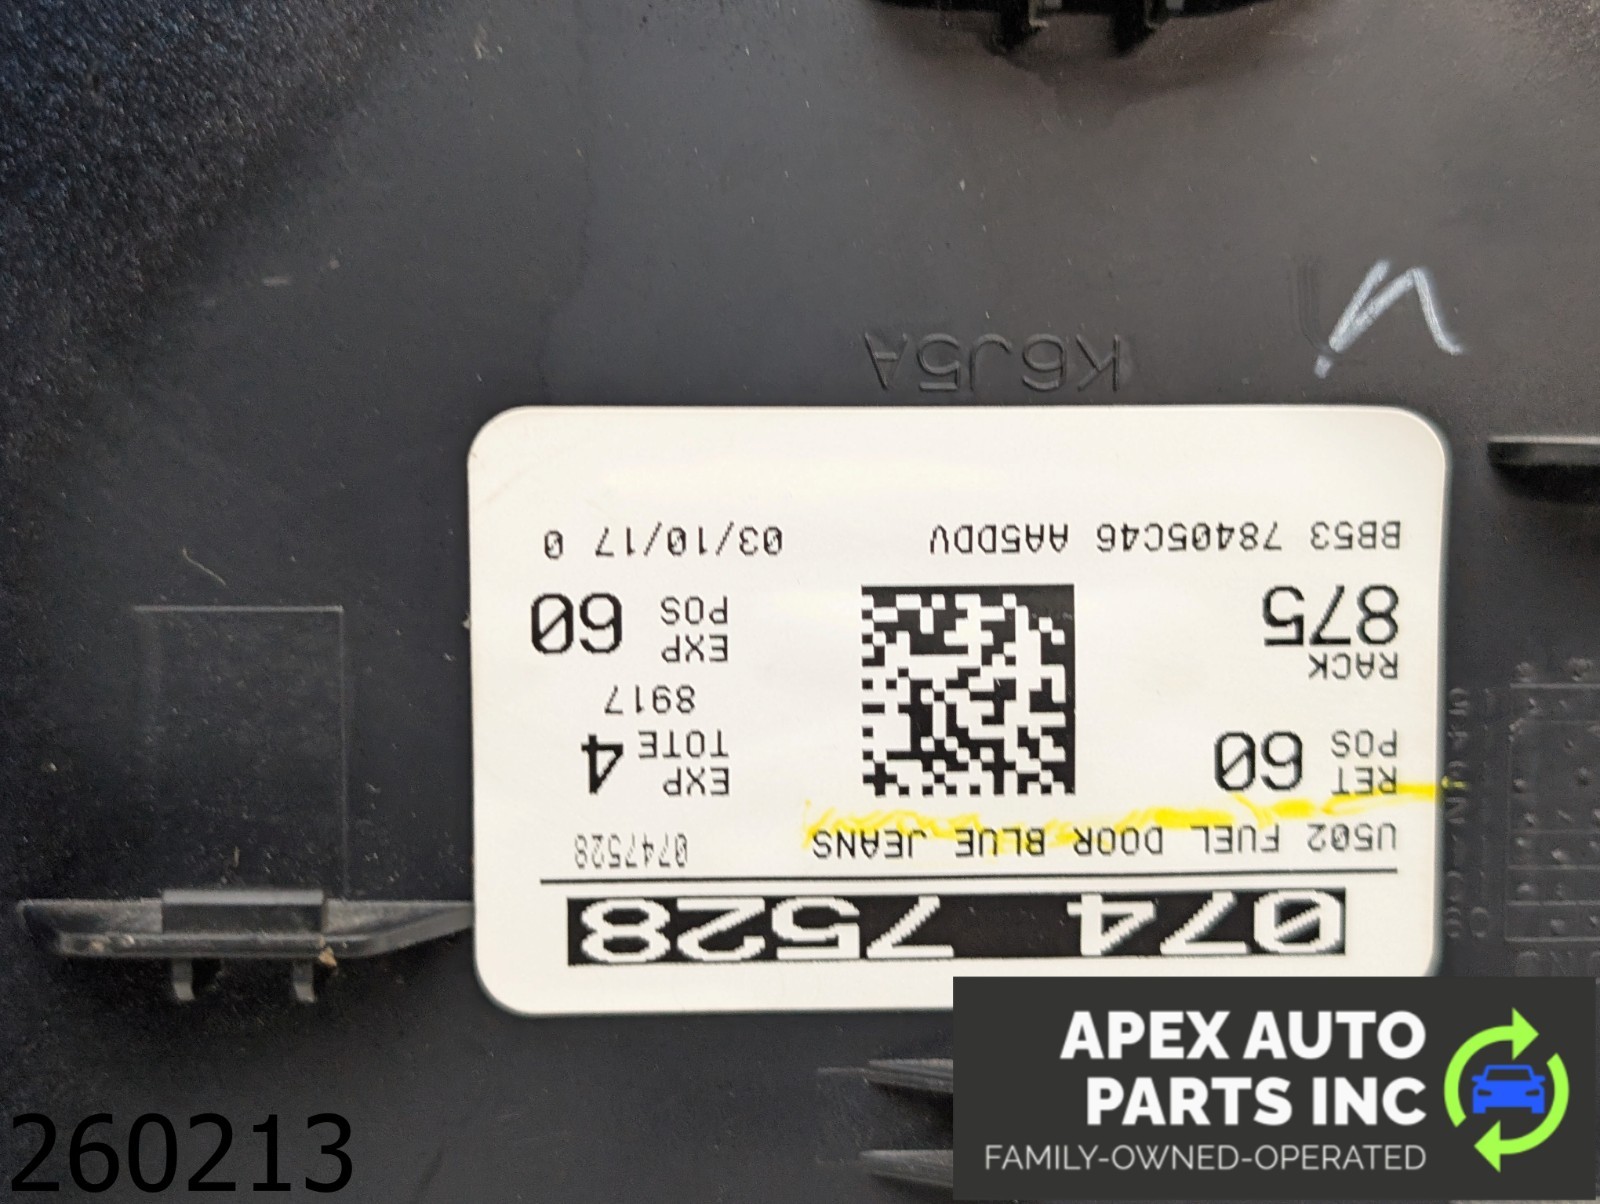 074 7528
U502 FUEL DOOR BLUE JEANS 0747528
RET POS 60
EXP TOTE 4
8917
RACK 875
EXP POS 60
BB53 78405C46 AA5DDV 03/10/17 0
K6J5A
260213
APEX AUTO
PARTS INC
FAMILY-OWNED-OPERATED